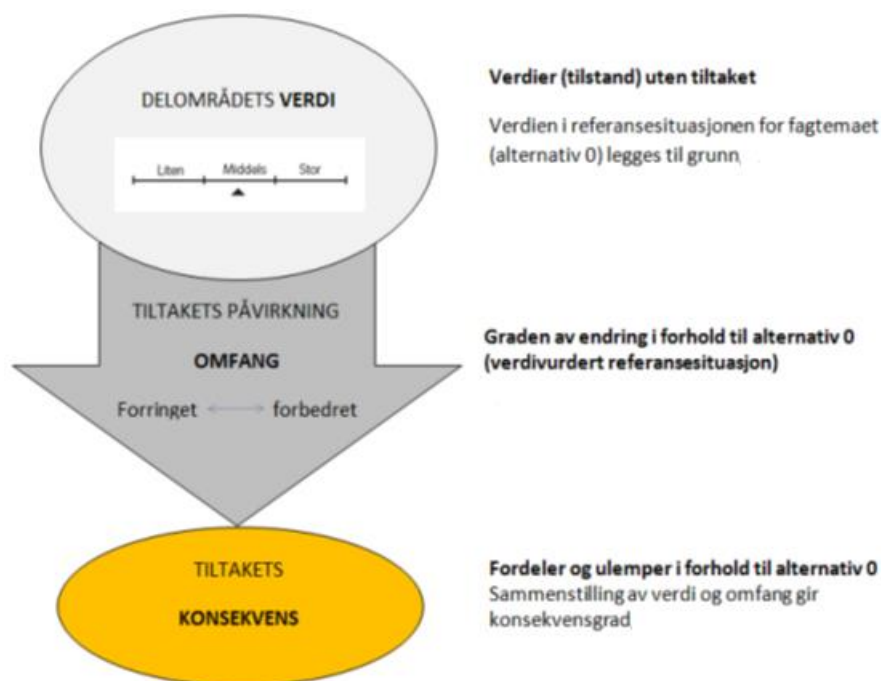 DELOMRÅDETS VERDI
Liten Middels Stor
Verdier (tilstand) uten tiltaket
Verdien i referansesituasjonen for fagtemaet
(alternativ 0) legges til grunn.
TILTAKETS PÅVIRKNING
OMFANG
Forringet forbedret
Graden av endring i forhold til alternativ 0
(verdivurdert referansesituasjon)
TILTAKETS
KONSEKVENS
Fordeler og ulemper i forhold til alternativ 0
Sammenstilling av verdi og omfang gir
konsekvensgrad